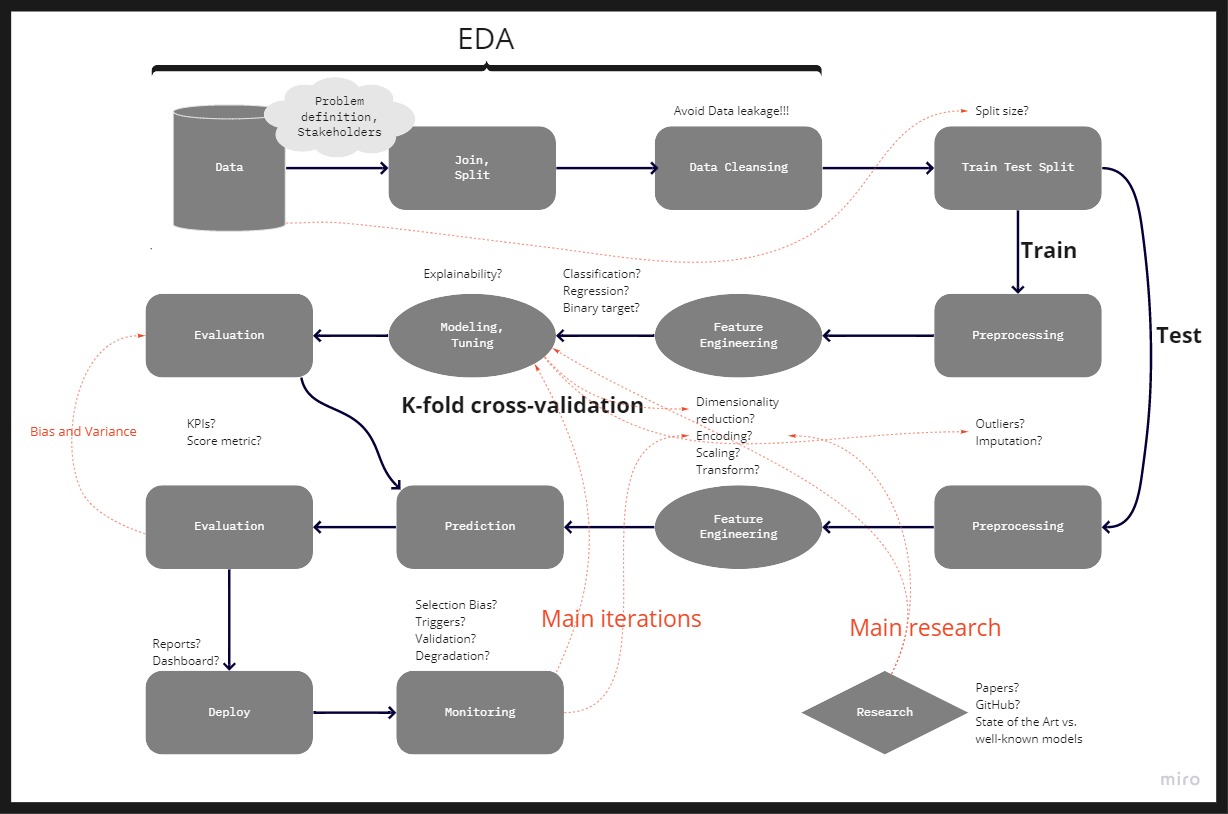 EDA
Problem
definition,
Stakeholders
Data
Join,
Split
Avoid Data leakage!!!
Data Cleansing
Split size?
Train Test Split
Train
Test
Explainability?
Classification?
Regression?
Binary target?
Evaluation
Modeling,
Tuning
Feature
Engineering
Preprocessing
K-fold cross-validation
Bias and Variance
KPIs?
Score metric?
Dimensionality
reduction?
Encoding?
Scaling?
Transform?
Outliers?
Imputation?
Evaluation
Prediction
Feature
Engineering
Preprocessing
Selection Bias?
Triggers?
Validation?
Degradation?
Main iterations
Main research
Reports?
Dashboard?
Deploy
Monitoring
Research
Papers?
GitHub?
State of the Art vs.
well-known models
miro